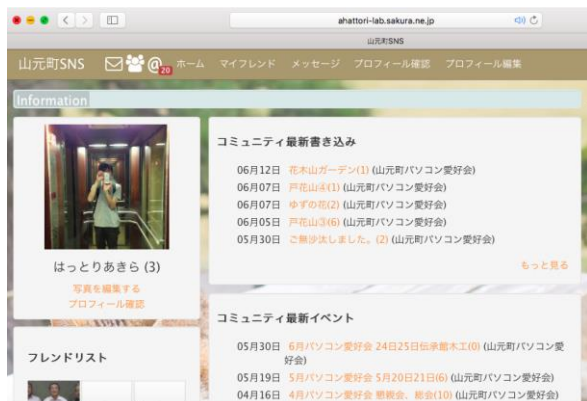 ahattori-lab.sakura.ne.jp
山元町SNS
山元町SNS 20 ホーム マイフレンド メッセージ プロフィール確認 プロフィール編集
Information
はっとりあきら (3)
写真を編集する
プロフィール確認
フレンドリスト
コミュニティ最新書き込み
06月12日 花木山ガーデン(1) (山元町パソコン愛好会)
06月07日 戸花山④(1) (山元町パソコン愛好会)
06月07日 ゆずの花(2) (山元町パソコン愛好会)
06月05日 戸花山③(6) (山元町パソコン愛好会)
05月30日 ご無沙汰しました。(2) (山元町パソコン愛好会)
もっと見る
コミュニティ最新イベント
05月30日 6月パソコン愛好会 24日25日伝承館木工(0) (山元町パソコン愛
好会)
05月19日 5月パソコン愛好会 5月20日21日(6) (山元町パソコン愛好会)
04月16日 4月パソコン愛好会 懇親会、総会(10) (山元町パソコン愛好会)